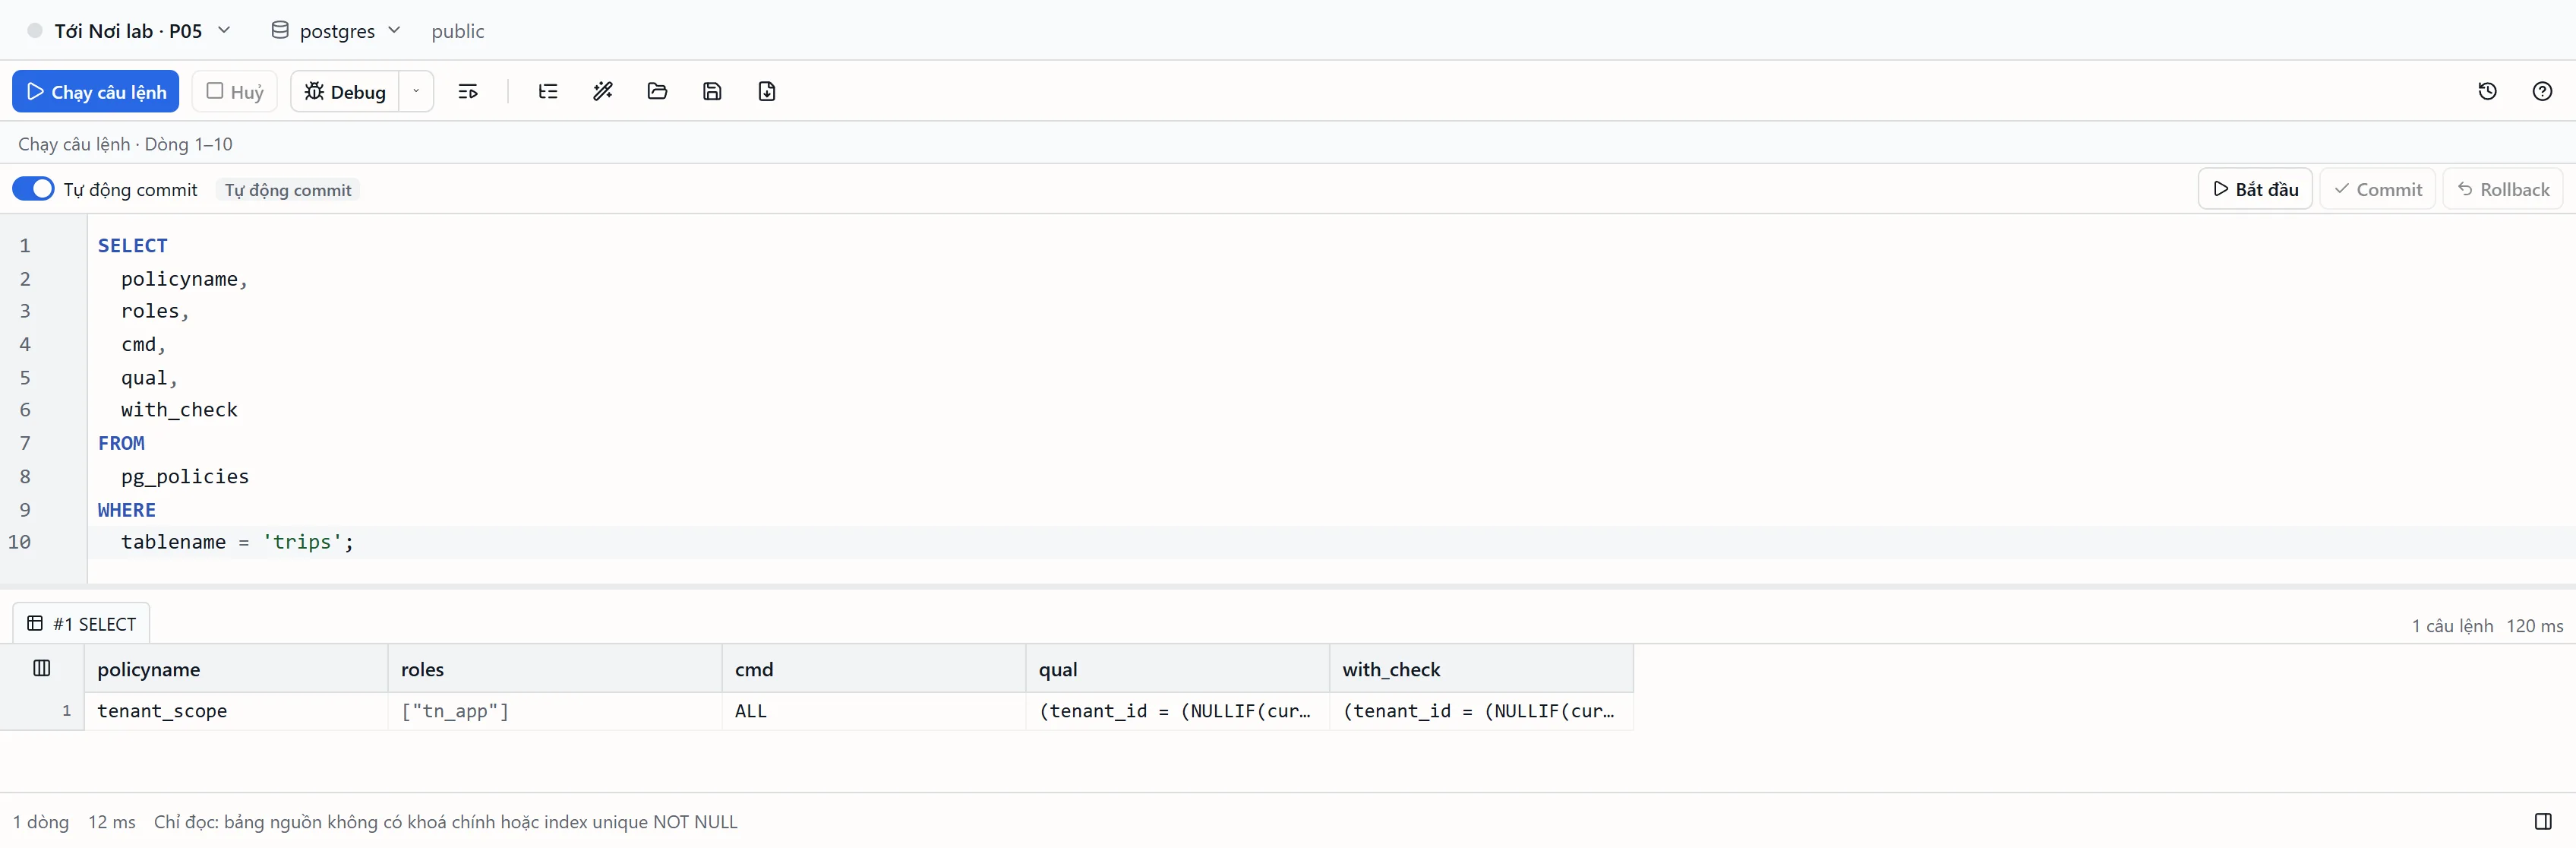 Tới Nơi lab · P05 postgres public
Chạy câu lệnh Huỷ Debug
Chạy câu lệnh · Dòng 1–10
Tự động commit Tự động commit Bắt đầu Commit Rollback
1 SELECT
2 policyname,
3 roles,
4 cmd,
5 qual,
6 with_check
7 FROM
8 pg_policies
9 WHERE
10 tablename = 'trips';
#1 SELECT 1 câu lệnh 120 ms
policyname roles cmd qual with_check
1 tenant_scope ["tn_app"] ALL (tenant_id = (NULLIF(cur… (tenant_id = (NULLIF(cur…
1 dòng 12 ms Chỉ đọc: bảng nguồn không có khoá chính hoặc index unique NOT NULL